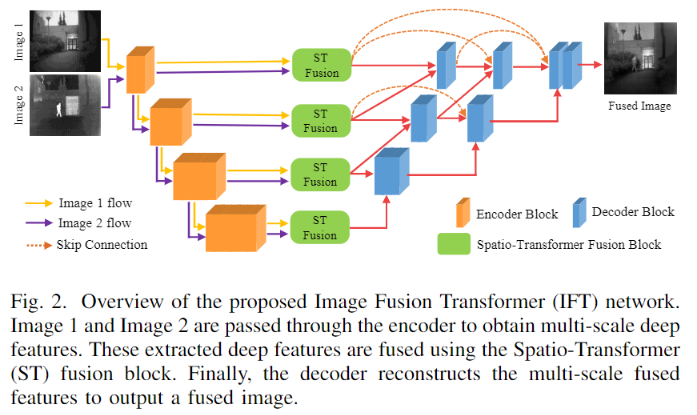 Image 1
Image 2
ST
Fusion
ST
Fusion
ST
Fusion
ST
Fusion
Fused Image
Image 1 flow
Image 2 flow
Skip Connection
Encoder Block
Decoder Block
Spatio-Transformer Fusion Block
Fig. 2. Overview of the proposed Image Fusion Transformer (IFT) network.
Image 1 and Image 2 are passed through the encoder to obtain multi-scale deep
features. These extracted deep features are fused using the Spatio-Transformer
(ST) fusion block. Finally, the decoder reconstructs the multi-scale fused
features to output a fused image.